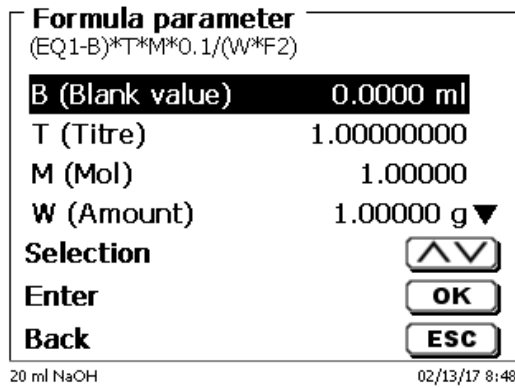 Formula parameter
(EQ1-B)*T*M*0.1/(W*F2)
B (Blank value) 0.0000 ml
T (Titre) 1.00000000
M (Mol) 1.00000
W (Amount) 1.00000 g▼
Selection
Enter OK
Back ESC
20 ml NaOH 02/13/17 8:48